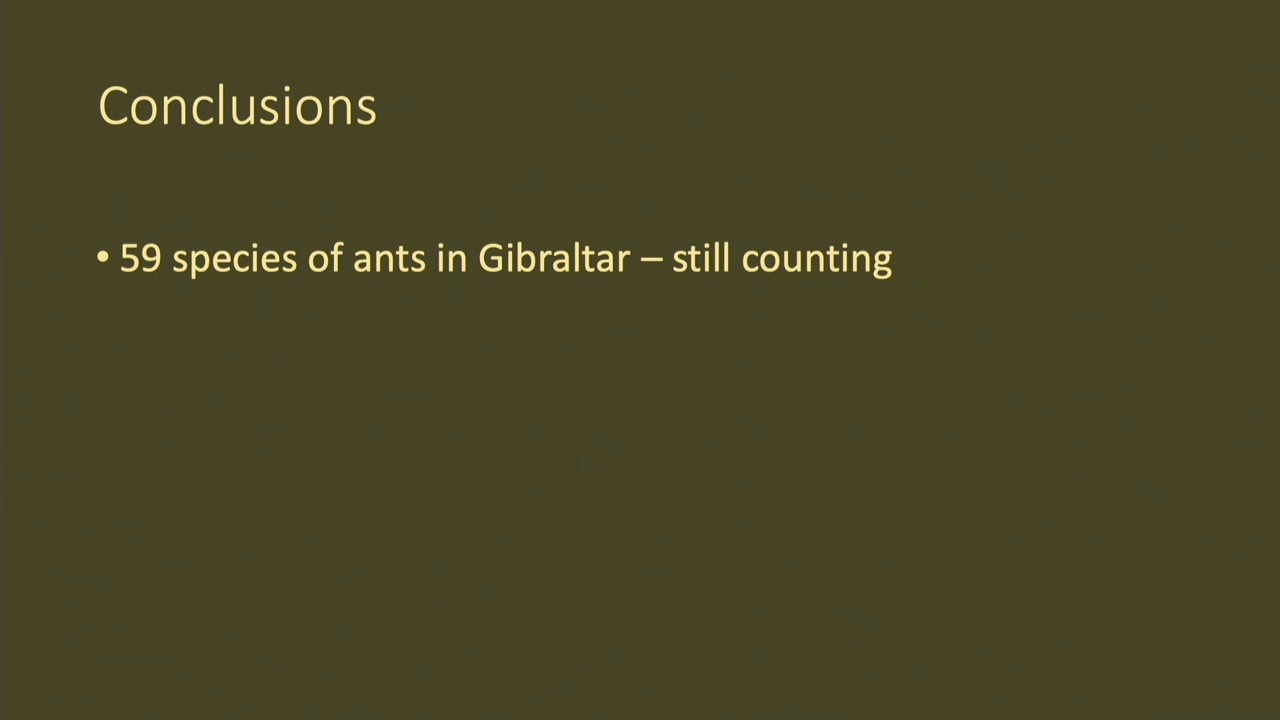 Conclusions
• 59 species of ants in Gibraltar – still counting